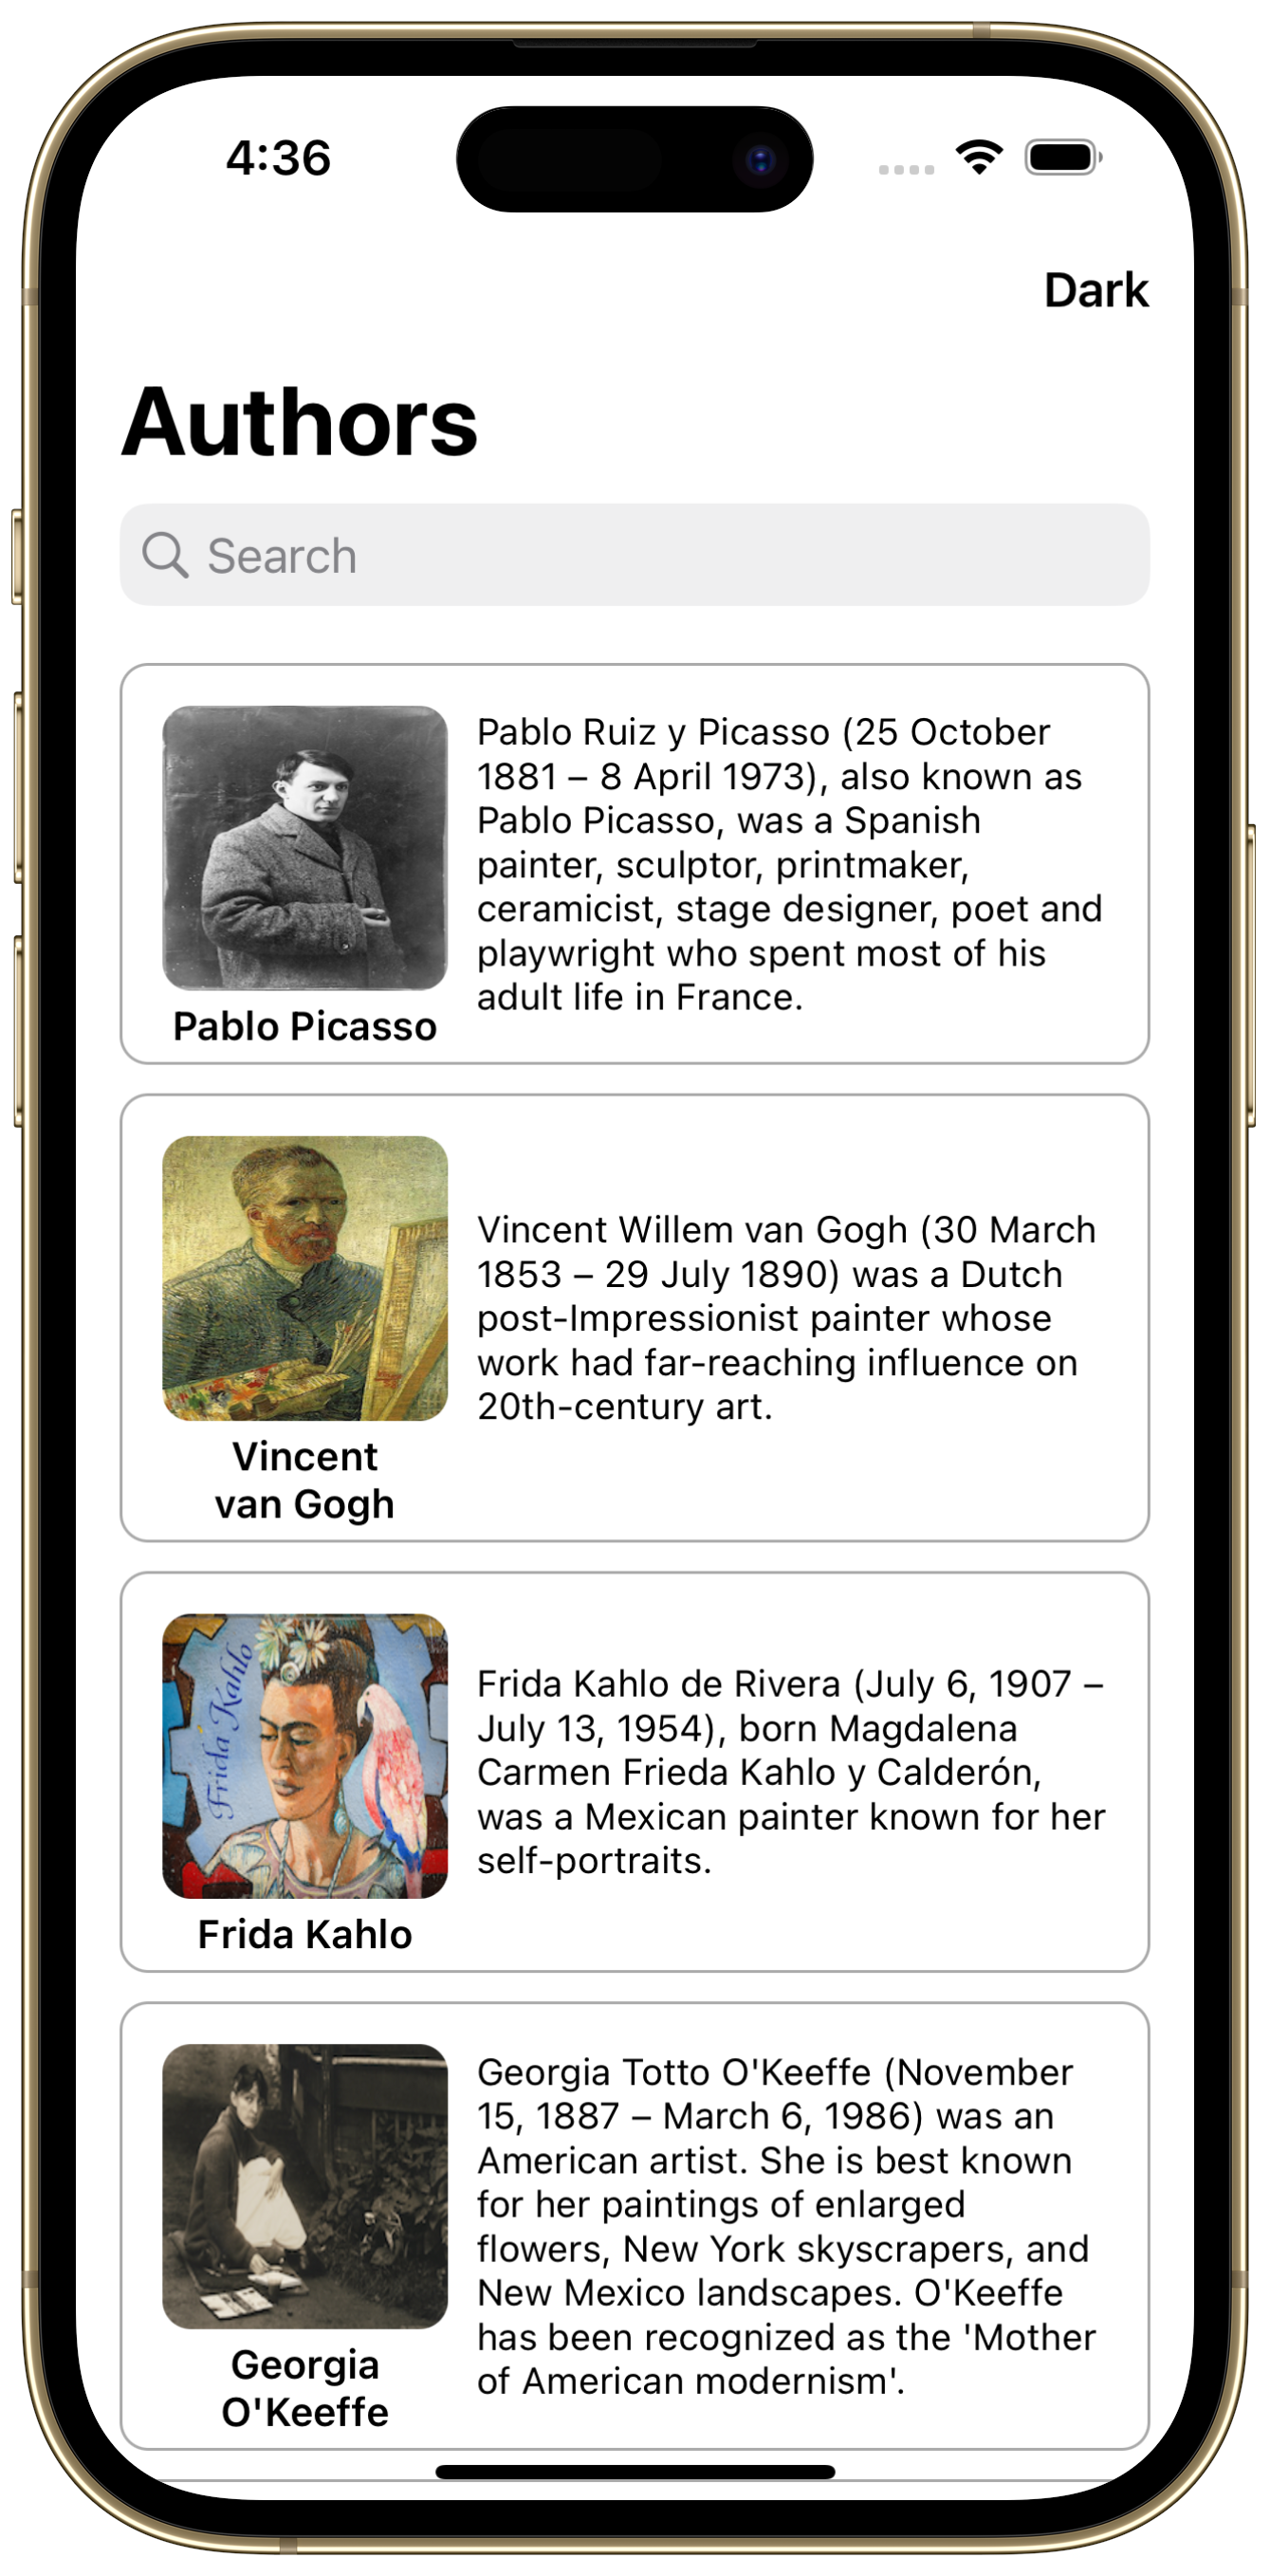 4:36
Dark
Authors
Search
Pablo Ruiz y Picasso (25 October
1881 – 8 April 1973), also known as
Pablo Picasso, was a Spanish
painter, sculptor, printmaker,
ceramicist, stage designer, poet and
playwright who spent most of his
adult life in France.
Pablo Picasso
Vincent Willem van Gogh (30 March
1853 – 29 July 1890) was a Dutch
post-Impressionist painter whose
work had far-reaching influence on
20th-century art.
Vincent
van Gogh
Frida Kahlo
Frida Kahlo de Rivera (July 6, 1907 –
July 13, 1954), born Magdalena
Carmen Frieda Kahlo y Calderón,
was a Mexican painter known for her
self-portraits.
Frida Kahlo
Georgia Totto O'Keeffe (November
15, 1887 – March 6, 1986) was an
American artist. She is best known
for her paintings of enlarged
flowers, New York skyscrapers, and
New Mexico landscapes. O'Keeffe
has been recognized as the 'Mother
of American modernism'.
Georgia
O'Keeffe